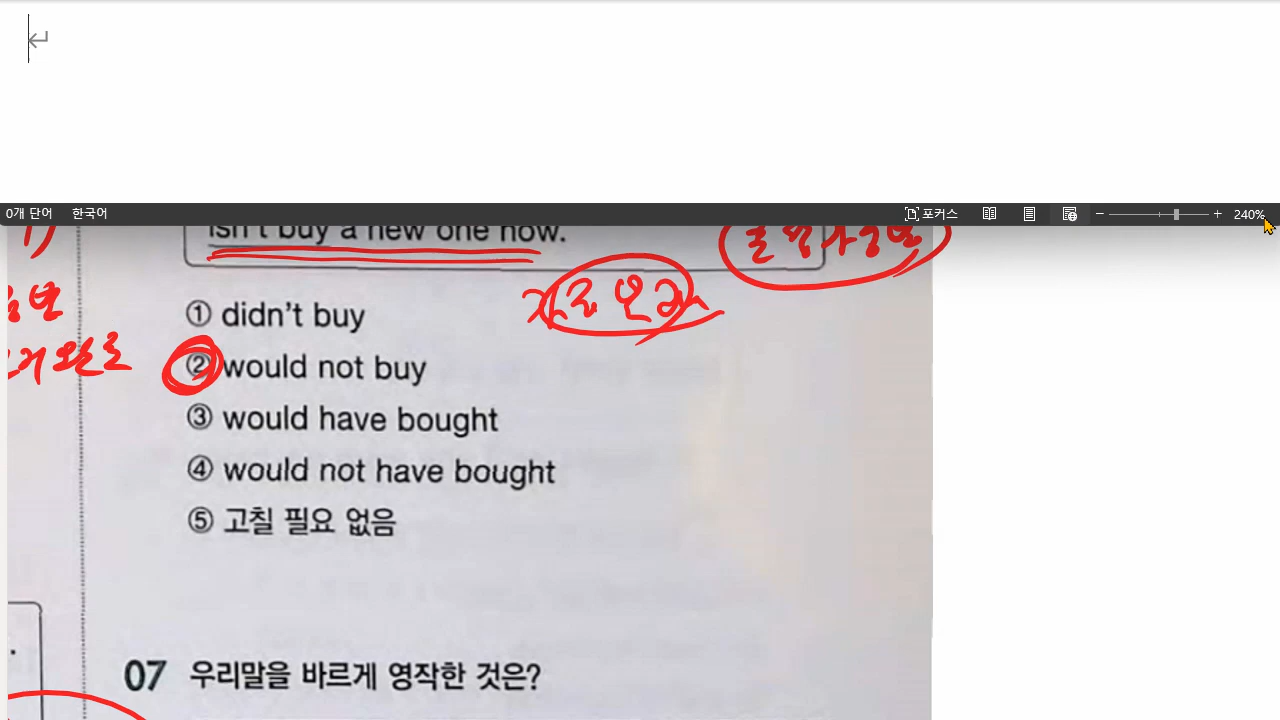 0개 단어 한국어 포커스 240%
isn't buy a new one now.
① didn't buy
② would not buy
③ would have bought
④ would not have bought
⑤ 고칠 필요 없음
07 우리말을 바르게 영작한 것은?